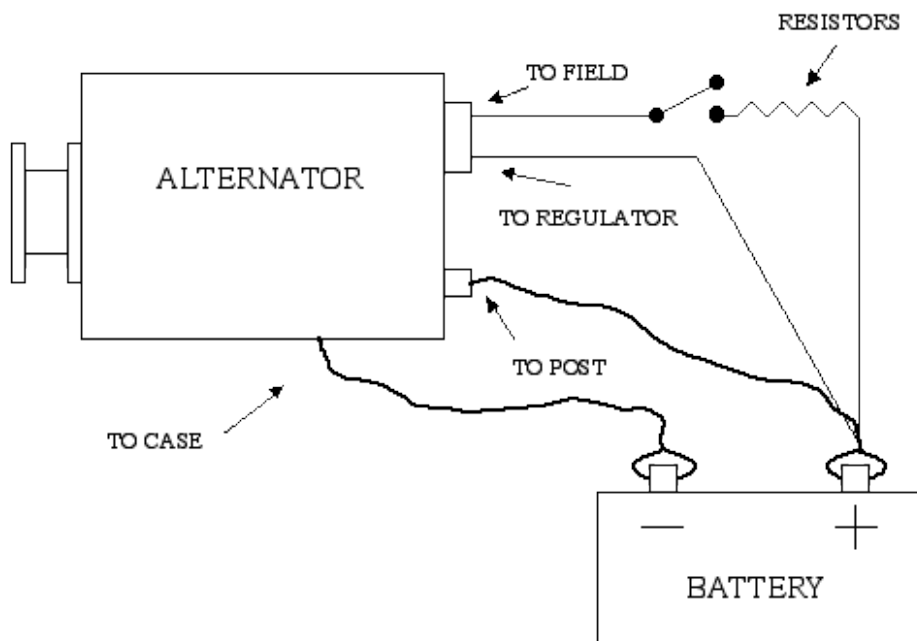 RESISTORS
TO FIELD
ALTERNATOR
TO REGULATOR
TO POST
TO CASE
— +
BATTERY